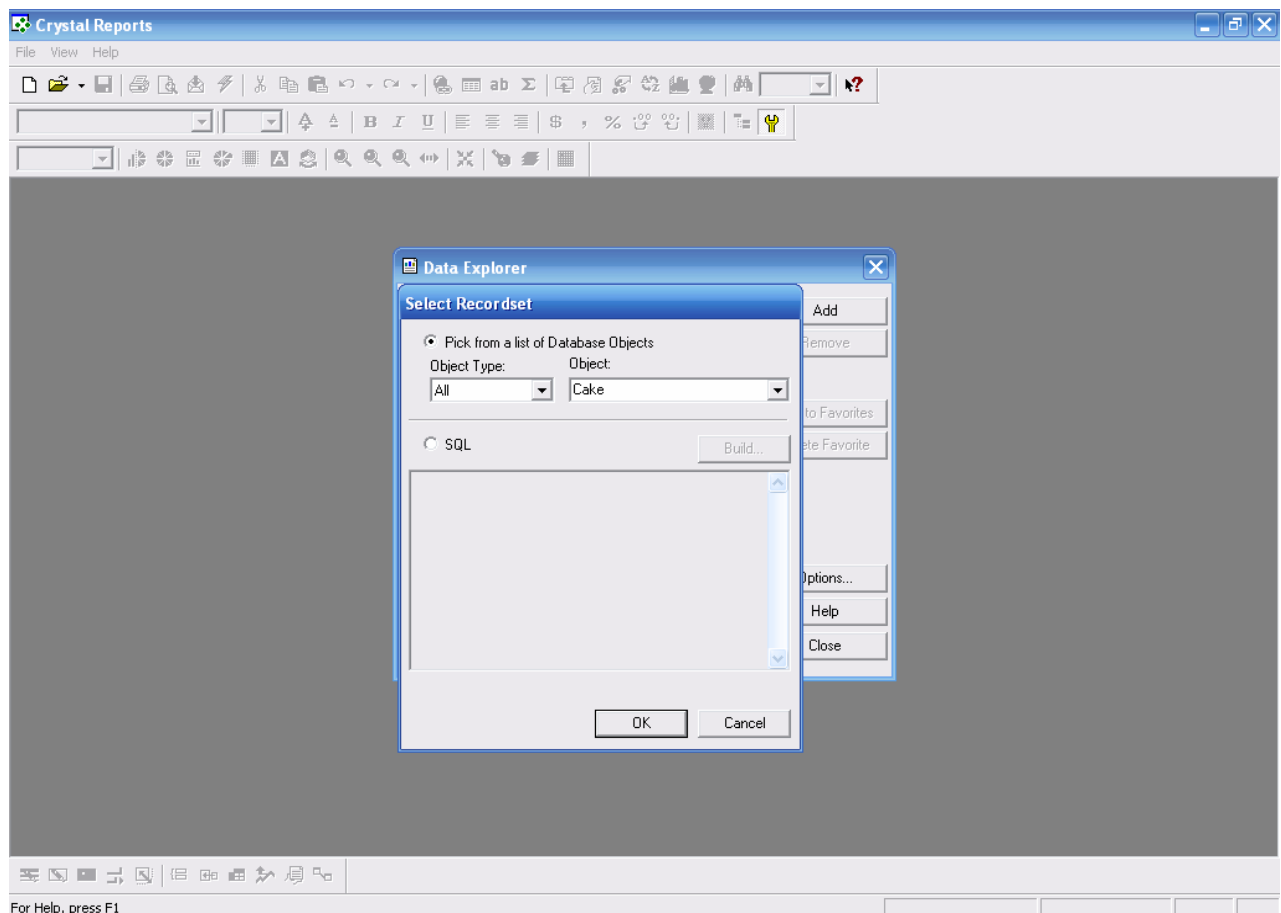 Crystal Reports
File View Help
ab Σ
B I U $ , %
A
Data Explorer
Select Recordset
Add
Pick from a list of Database Objects
Remove
Object Type: Object:
All Cake
to Favorites
SQL Build...
ete Favorite
Options...
Help
Close
OK Cancel
For Help, press F1